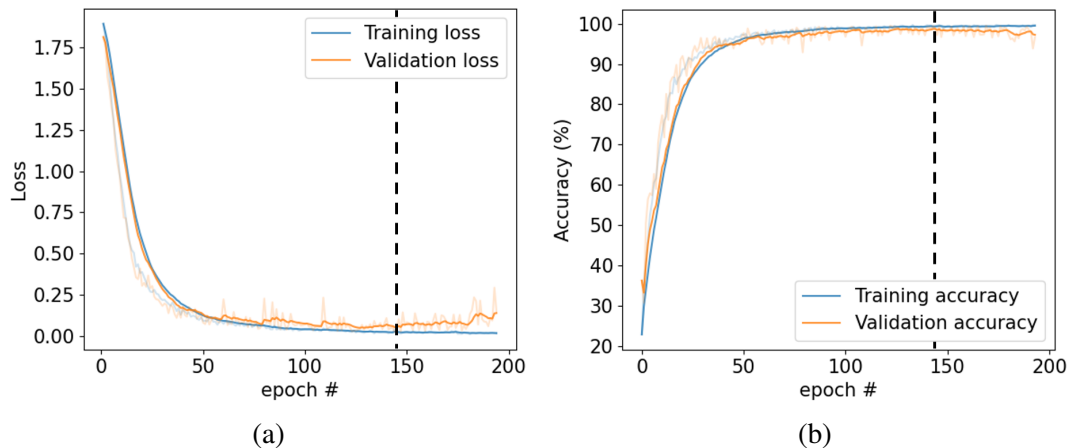 1.75
1.50
1.25
1.00
0.75
0.50
0.25
0.00
Loss
Training loss
Validation loss
0 50 100 150 200
epoch #
(a)
100
90
80
70
60
50
40
30
20
Accuracy (%)
Training accuracy
Validation accuracy
0 50 100 150 200
epoch #
(b)